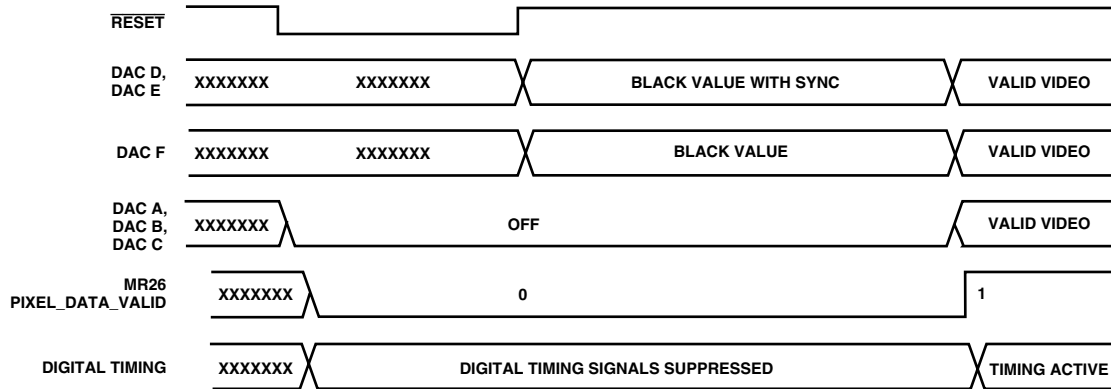 RESET
DAC D,
DAC E
XXXXXXX XXXXXXX BLACK VALUE WITH SYNC VALID VIDEO
DAC F XXXXXXX XXXXXXX BLACK VALUE VALID VIDEO
DAC A,
DAC B,
DAC C
XXXXXXX OFF VALID VIDEO
MR26
PIXEL_DATA_VALID
XXXXXXX 0 1
DIGITAL TIMING XXXXXXX DIGITAL TIMING SIGNALS SUPPRESSED TIMING ACTIVE